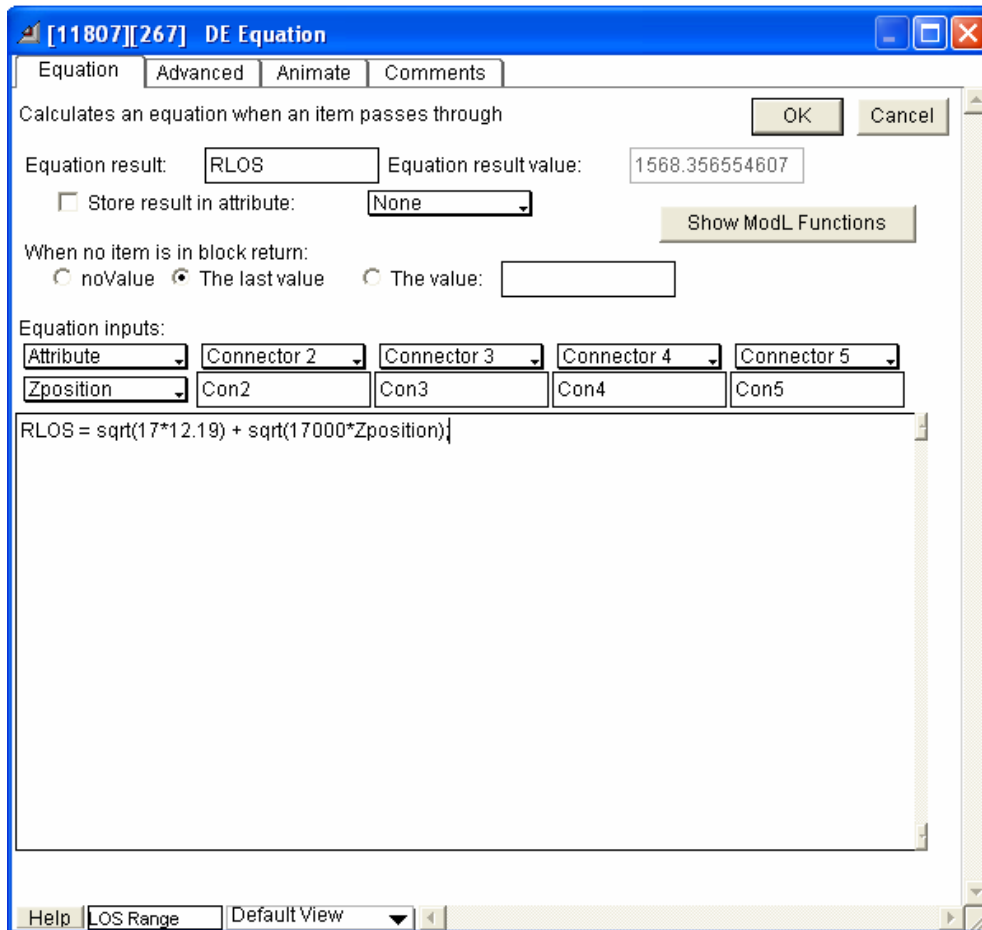 [11807][267] DE Equation
Equation Advanced Animate Comments
Calculates an equation when an item passes through OK Cancel
Equation result: RLOS Equation result value: 1568.356554607
Store result in attribute: None
Show ModL Functions
When no item is in block return:
noValue The last value The value:
Equation inputs:
Attribute Connector 2 Connector 3 Connector 4 Connector 5
Zposition Con2 Con3 Con4 Con5
RLOS = sqrt(17*12.19) + sqrt(17000*Zposition);
Help LOS Range Default View